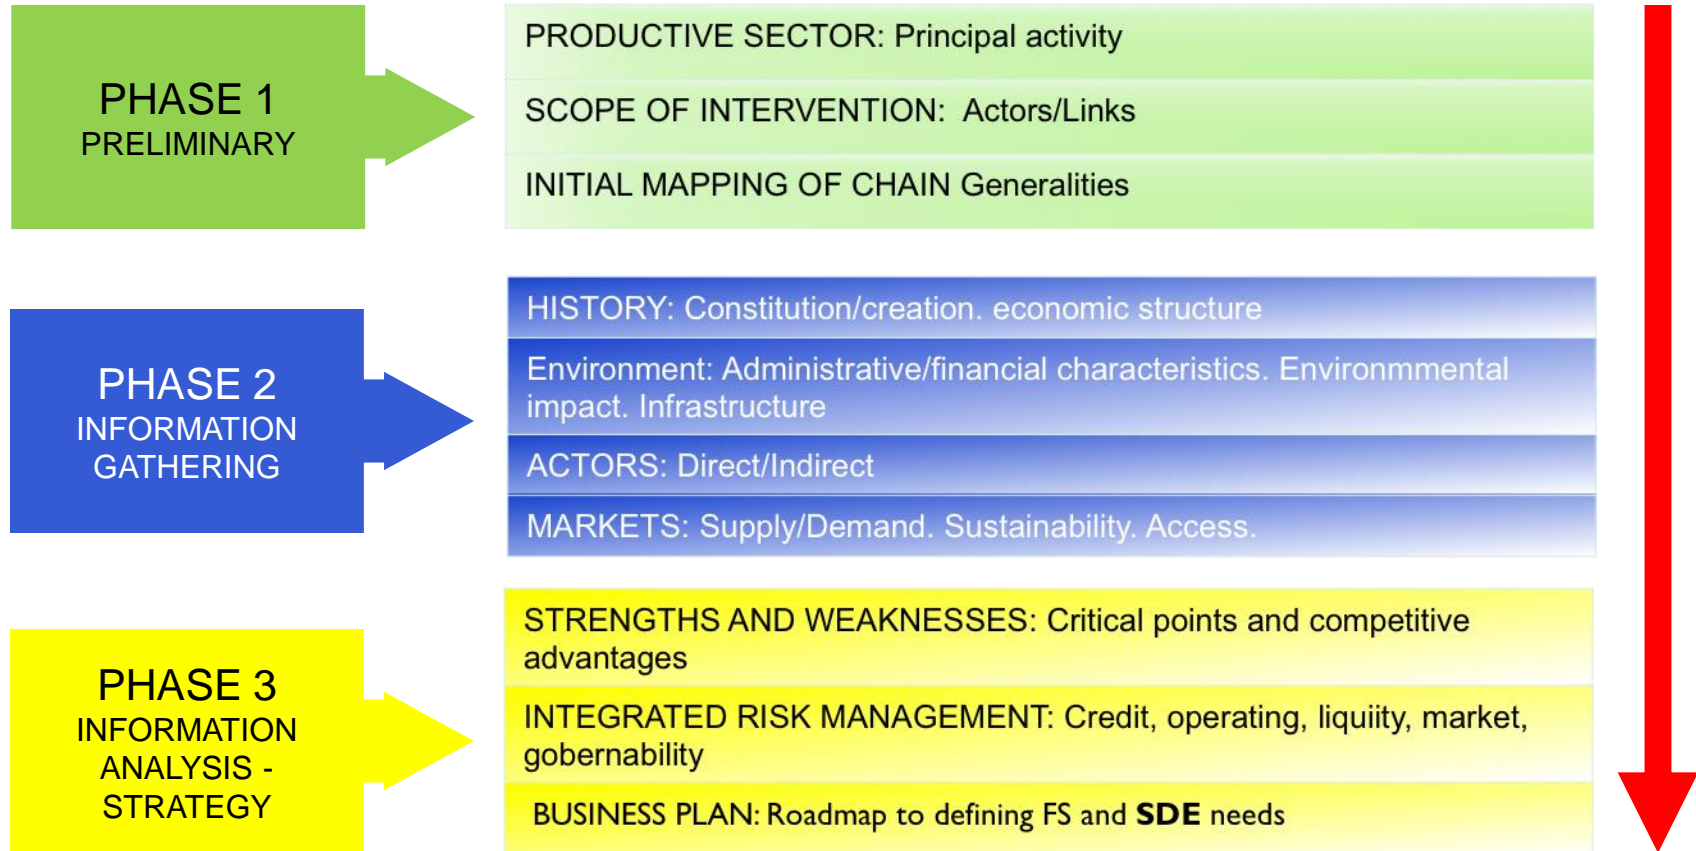 PHASE 1
PRELIMINARY
PRODUCTIVE SECTOR: Principal activity
SCOPE OF INTERVENTION: Actors/Links
INITIAL MAPPING OF CHAIN Generalities
PHASE 2
INFORMATION
GATHERING
HISTORY: Constitution/creation. economic structure
Environment: Administrative/financial characteristics. Environmmental
impact. Infrastructure
ACTORS: Direct/Indirect
MARKETS: Supply/Demand. Sustainability. Access.
PHASE 3
INFORMATION
ANALYSIS -
STRATEGY
STRENGTHS AND WEAKNESSES: Critical points and competitive
advantages
INTEGRATED RISK MANAGEMENT: Credit, operating, liquiity, market,
gobernability
BUSINESS PLAN: Roadmap to defining FS and SDE needs